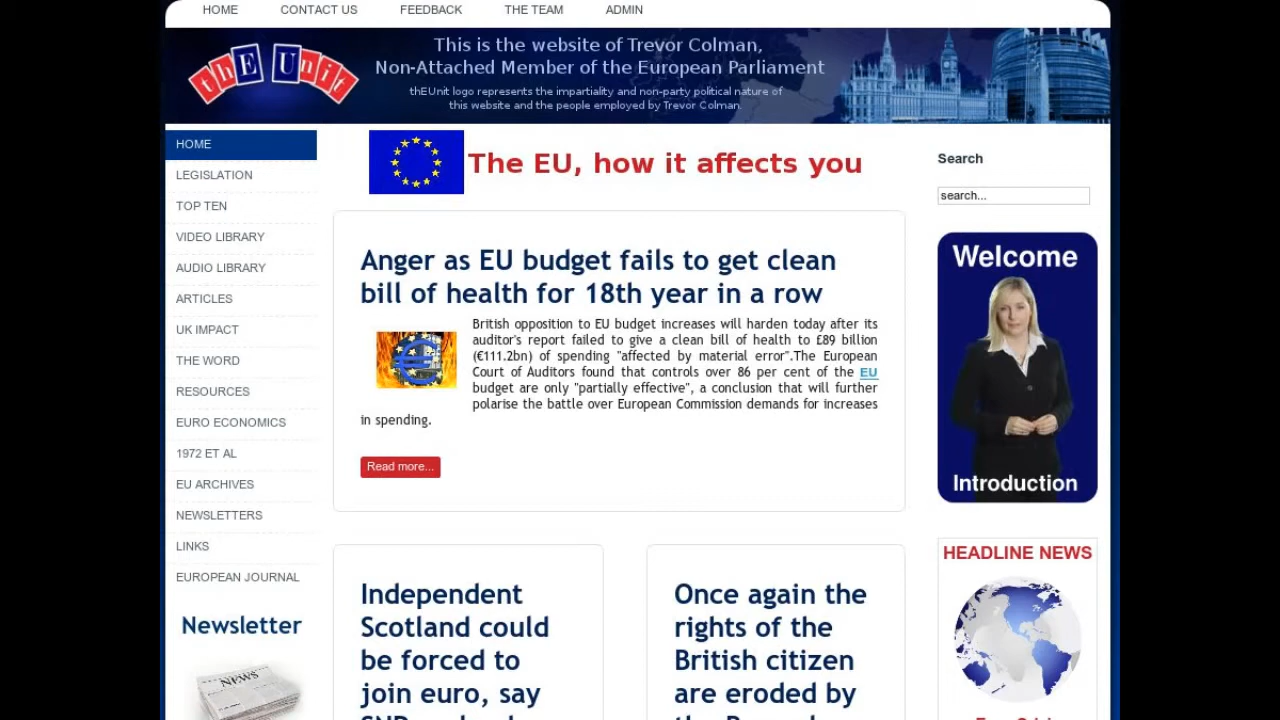 HOME CONTACT US FEEDBACK THE TEAM ADMIN
thEUnit
This is the website of Trevor Colman,
Non-Attached Member of the European Parliament
thEUnit logo represents the impartiality and non-party political nature of
this website and the people employed by Trevor Colman.
HOME
LEGISLATION
TOP TEN
VIDEO LIBRARY
AUDIO LIBRARY
ARTICLES
UK IMPACT
THE WORD
RESOURCES
EURO ECONOMICS
1972 ET AL
EU ARCHIVES
NEWSLETTERS
LINKS
EUROPEAN JOURNAL
Newsletter
NEWS
The EU, how it affects you
Anger as EU budget fails to get clean
bill of health for 18th year in a row
British opposition to EU budget increases will harden today after its
auditor's report failed to give a clean bill of health to £89 billion
(€111.2bn) of spending "affected by material error".The European
Court of Auditors found that controls over 86 per cent of the EU
budget are only "partially effective", a conclusion that will further
polarise the battle over European Commission demands for increases
in spending.
Read more...
Independent
Scotland could
be forced to
join euro, say
Once again the
rights of the
British citizen
are eroded by
Search
search...
Welcome
Introduction
HEADLINE NEWS